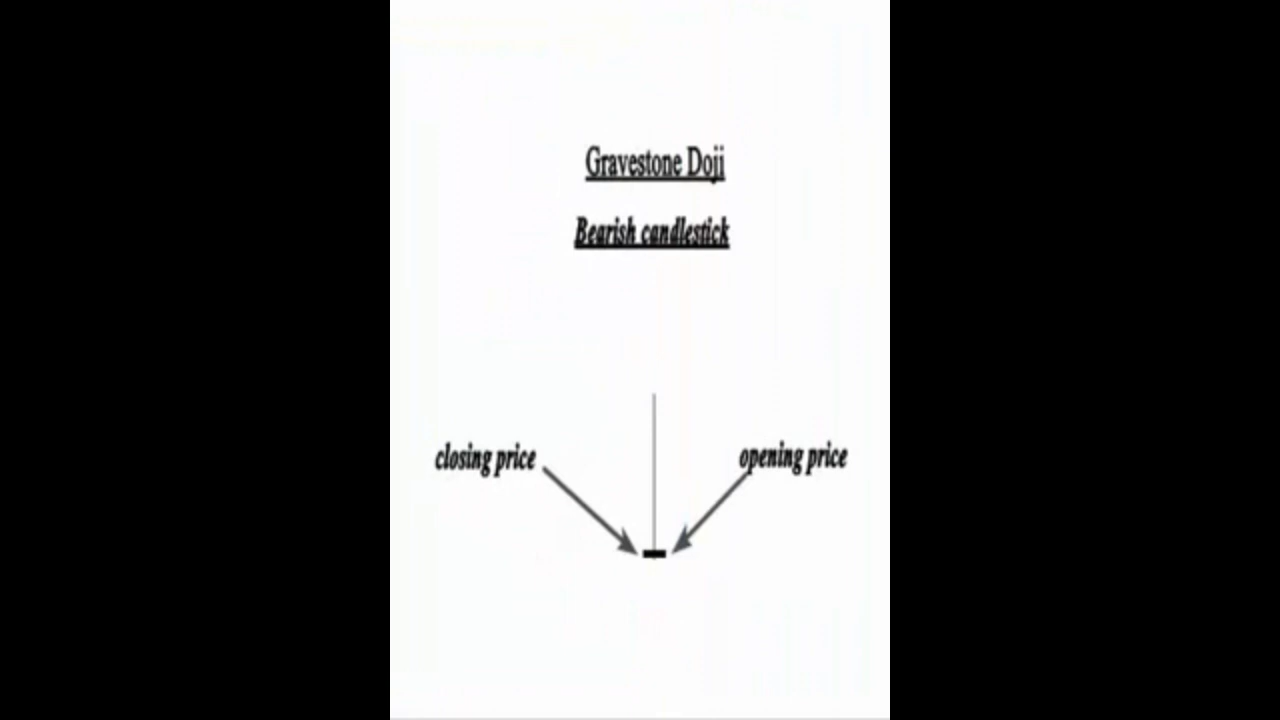 Gravestone Doji
Bearish candlestick
closing price
opening price